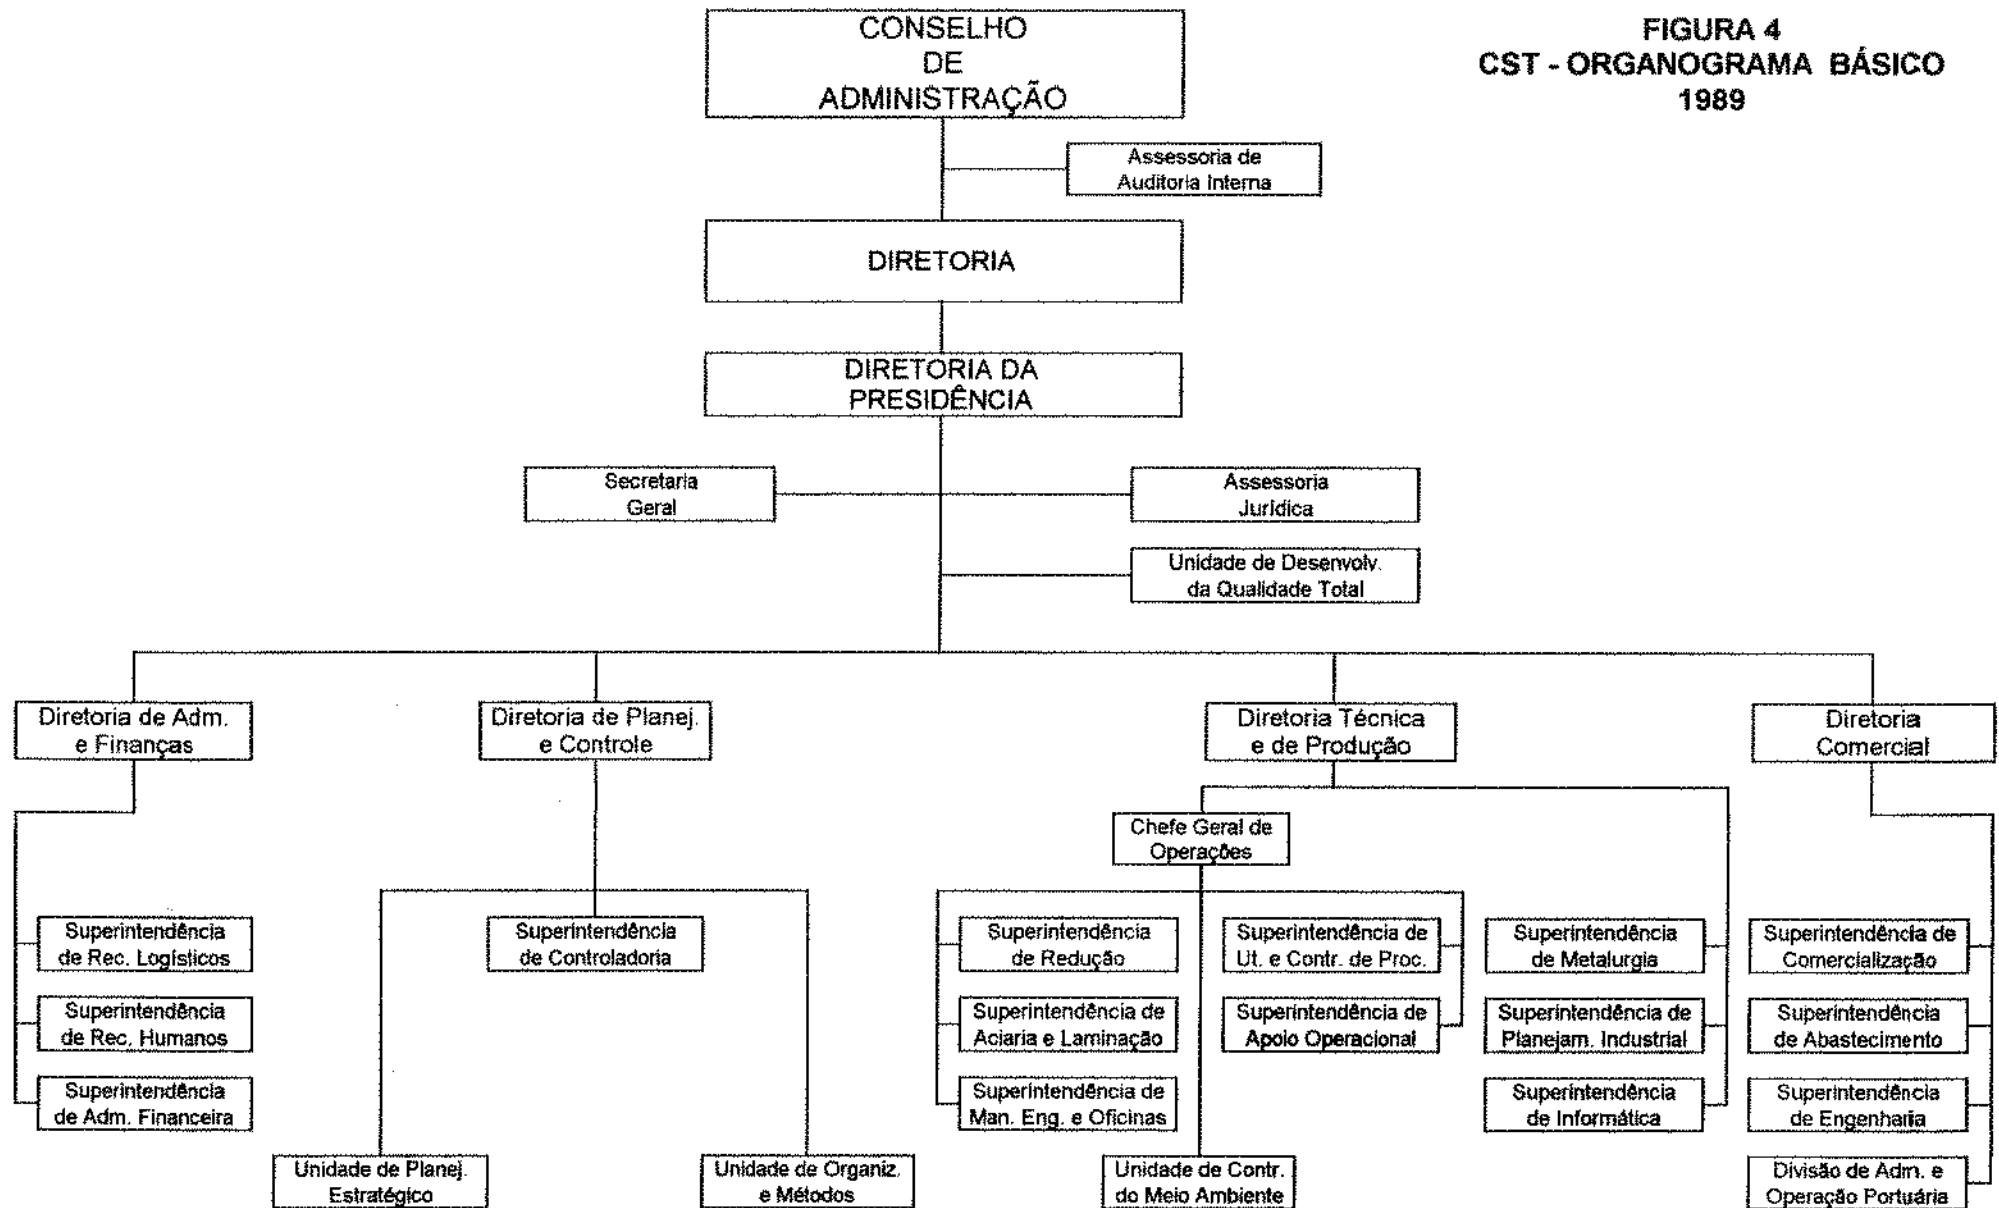 FIGURA 4
CST - ORGANOGRAMA BÁSICO
1989
CONSELHO
DE
ADMINISTRAÇÃO
Assessoria de
Auditoria Interna
DIRETORIA
DIRETORIA DA
PRESIDÊNCIA
Secretaria
Geral
Assessoria
Jurídica
Unidade de Desenvolv.
da Qualidade Total
Diretoria de Adm.
e Finanças
Diretoria de Planej.
e Controle
Diretoria Técnica
e de Produção
Diretoria
Comercial
Chefe Geral de
Operações
Superintendência
de Rec. Logísticos
Superintendência
de Controladoria
Superintendência
de Redução
Superintendência de
Ut. e Contr. de Proc.
Superintendência
de Metalurgia
Superintendência de
Comercialização
Superintendência
de Rec. Humanos
Superintendência de
Aciaria e Laminação
Superintendência de
Apoio Operacional
Superintendência de
Planejam. Industrial
Superintendência
de Abastecimento
Superintendência
de Adm. Financeira
Superintendência de
Man. Eng. e Oficinas
Superintendência
de Informática
Superintendência
de Engenharia
Unidade de Planej.
Estratégico
Unidade de Organiz.
e Métodos
Unidade de Contr.
do Meio Ambiente
Divisão de Adm. e
Operação Portuária